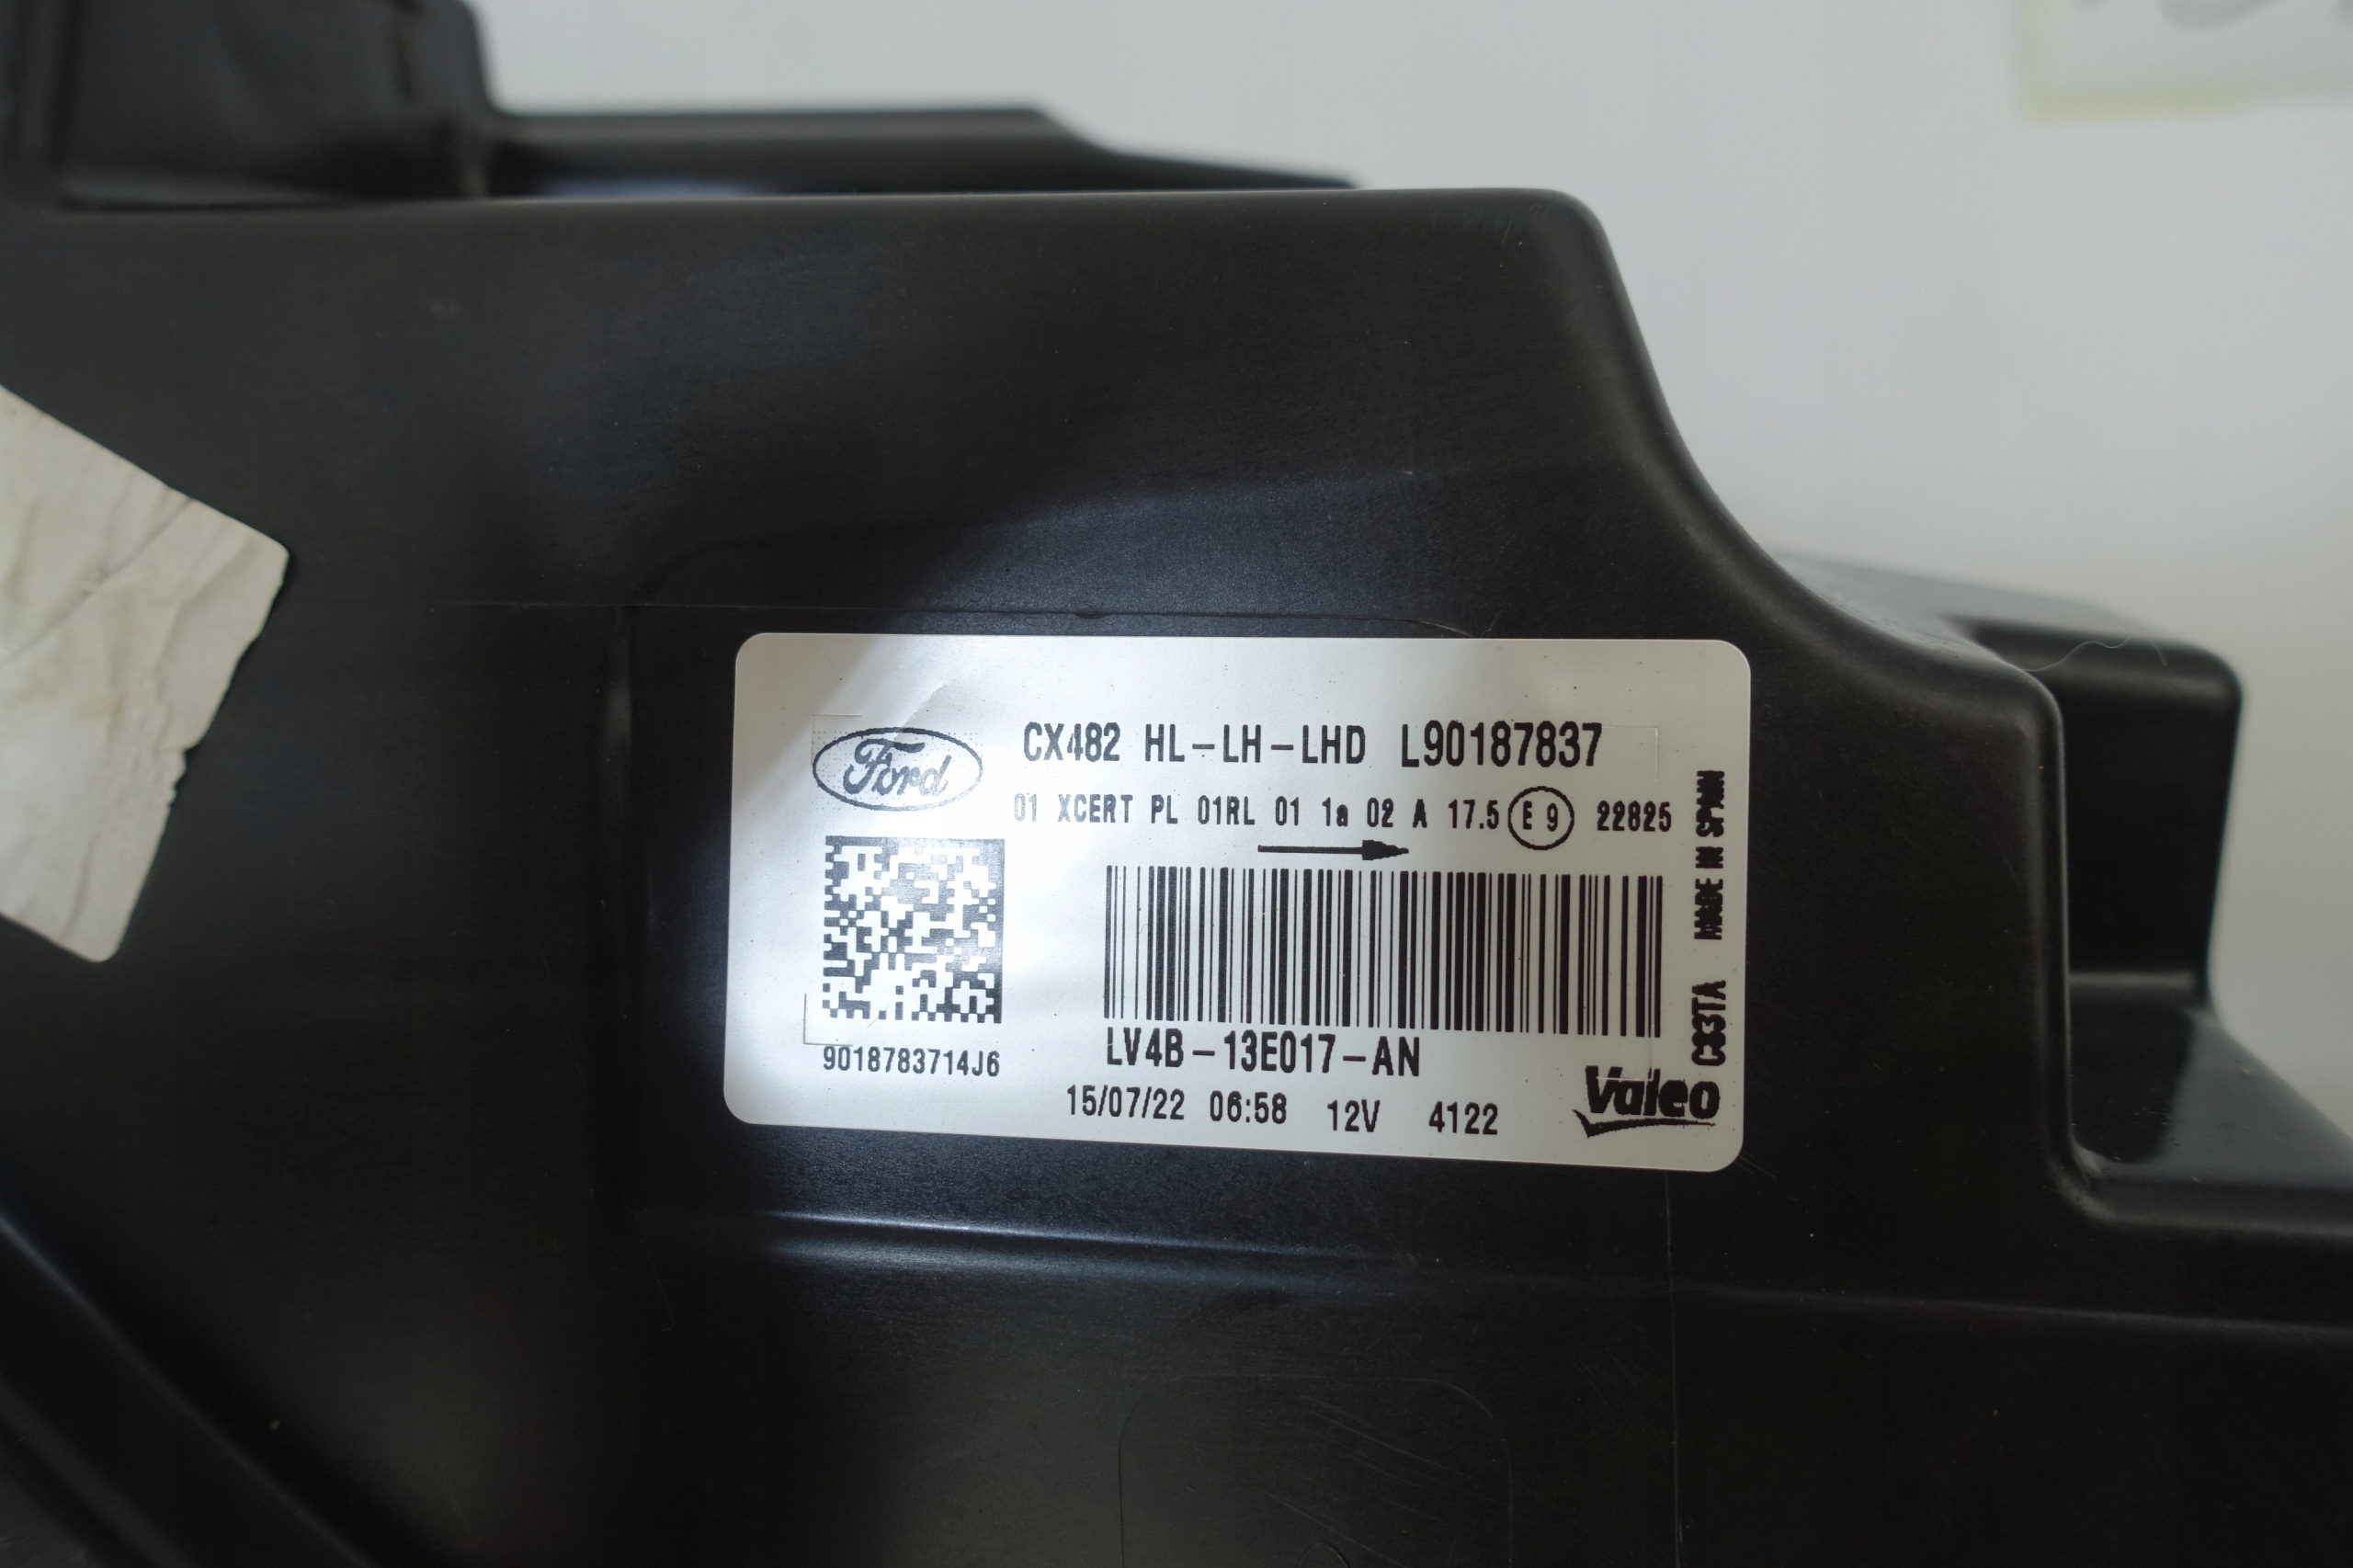 Ford
CX482 HL-LH-LHD L90187837
01 XCERT PL 01RL 01 1a 02 A 17.5 E 9 22825
LV4B-13E017-AN
9018783714J6
15/07/22 06:58 12V 4122
Valeo
C33TA MADE IN SPAIN